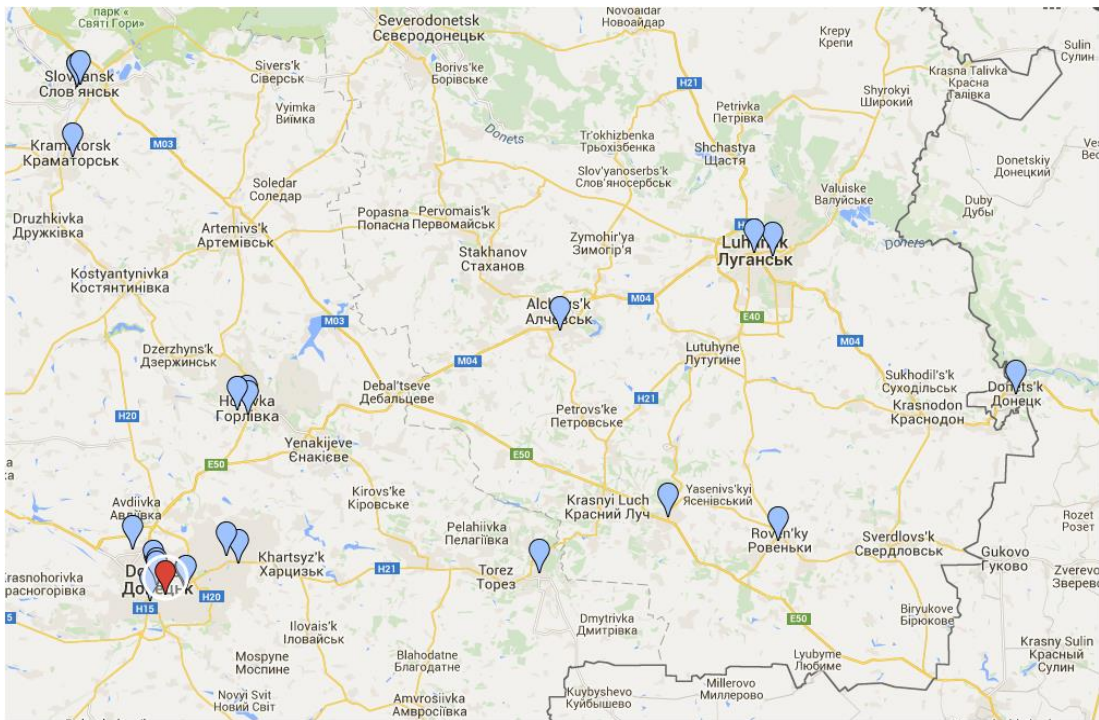 парк «
Святі Гори»
Severodonetsk
Сєвєродонецьк
Novoaidar
Новоайдар
Krepy
Крепи
Sulin
Сулин
Slov'yansk
Слов'янськ
Sivers'k
Сіверськ
Borivs'ke
Борівське
H21
Krasna Talivka
Красна
Талівка
Shyrokyi
Широкий
Vyimka
Виїмка
Petrivka
Петрівка
Kramatorsk
Краматорськ
M03
Donets
Tr'okhizbenka
Трьохізбенка
Shchastya
Щастя
Donetskiy
Донецкий
Slov'yanoserbs'k
Слов'яносербськ
Soledar
Соледар
Valuiske
Валуйське
Duby
Дубы
Druzhkivka
Дружківка
Artemivs'k
Артемівськ
Popasna
Попасна
Pervomais'k
Первомайськ
Zymohir'ya
Зимогір'я
Luhansk
Луганськ
Donets
Stakhanov
Стаханов
Kostyantynivka
Костянтинівка
Alchevs'k
Алчевськ
M04
E40
M03
M04
Dzerzhyns'k
Дзержинськ
M04
Lutuhyne
Лутугине
Sukhodil's'k
Суходільськ
Donets'k
Донецк
Debal'tseve
Дебальцеве
Horlivka
Горлівка
H21
Krasnodon
Краснодон
Petrovs'ke
Петровське
H20
Yenakijeve
Єнакієве
E50
E50
Avdiivka
Авдіївка
Kirovs'ke
Кіровське
Krasnyi Luch
Красний Луч
Yasenivs'kyi
Ясенівський
Rozet
Розет
Pelahiivka
Пелагіївка
Roven'ky
Ровеньки
Sverdlovs'k
Свердловськ
Gukovo
Гуково
Khartsyz'k
Харцизьк
H21
Torez
Торез
Zverevo
Зверево
Krasnohorivka
Красногорівка
Донецьк
H20
H15
Ilovais'k
Іловайськ
Dmytrivka
Дмитрівка
E50
Biryukove
Бірюкове
Mospyne
Моспине
Blahodatne
Благодатне
Lyubyme
Любиме
Krasny Sulin
Красный
Сулин
Novyi Svit
Новий Світ
Amvrosiivka
Амвросіївка
Kuybyshevo
Куйбышево
Millerovo
Миллерово